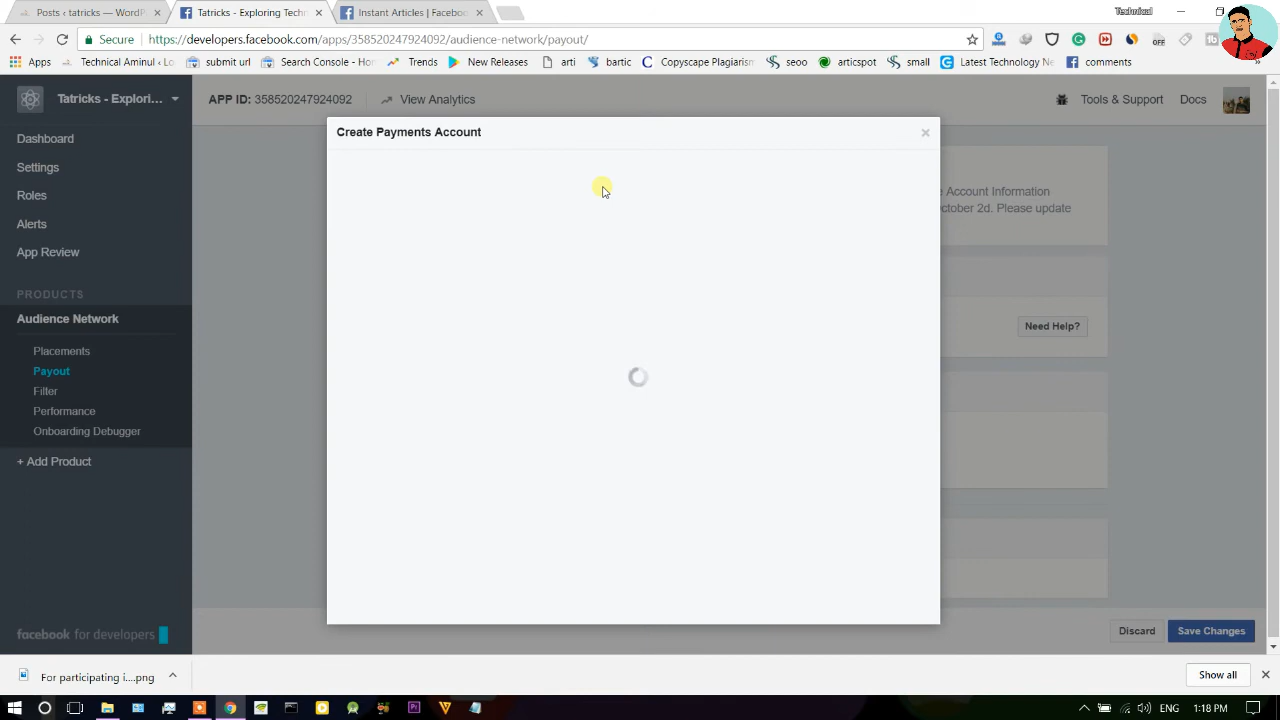 Posts ‹ tatricks — WordP
Tatricks - Exploring Techn
Instant Articles | Faceboo
Technical
Secure
https://developers.facebook.com/apps/358520247924092/audience-network/payout/
OFF
Apps
Technical Aminul
submit url
Search Console - Hom
Trends
New Releases
arti
bartic
Copyscape Plagiarism
seoo
articspot
small
Latest Technology Ne
comments
Tatricks - Explori...
APP ID: 358520247924092
View Analytics
Tools & Support
Docs
Dashboard
Settings
Roles
Alerts
App Review
PRODUCTS
Audience Network
Placements
Payout
Filter
Performance
Onboarding Debugger
+ Add Product
facebook for developers
Create Payments Account
×
Account Information
October 2d. Please update
Need Help?
Discard
Save Changes
For participating i....png
Show all
ENG
1:18 PM